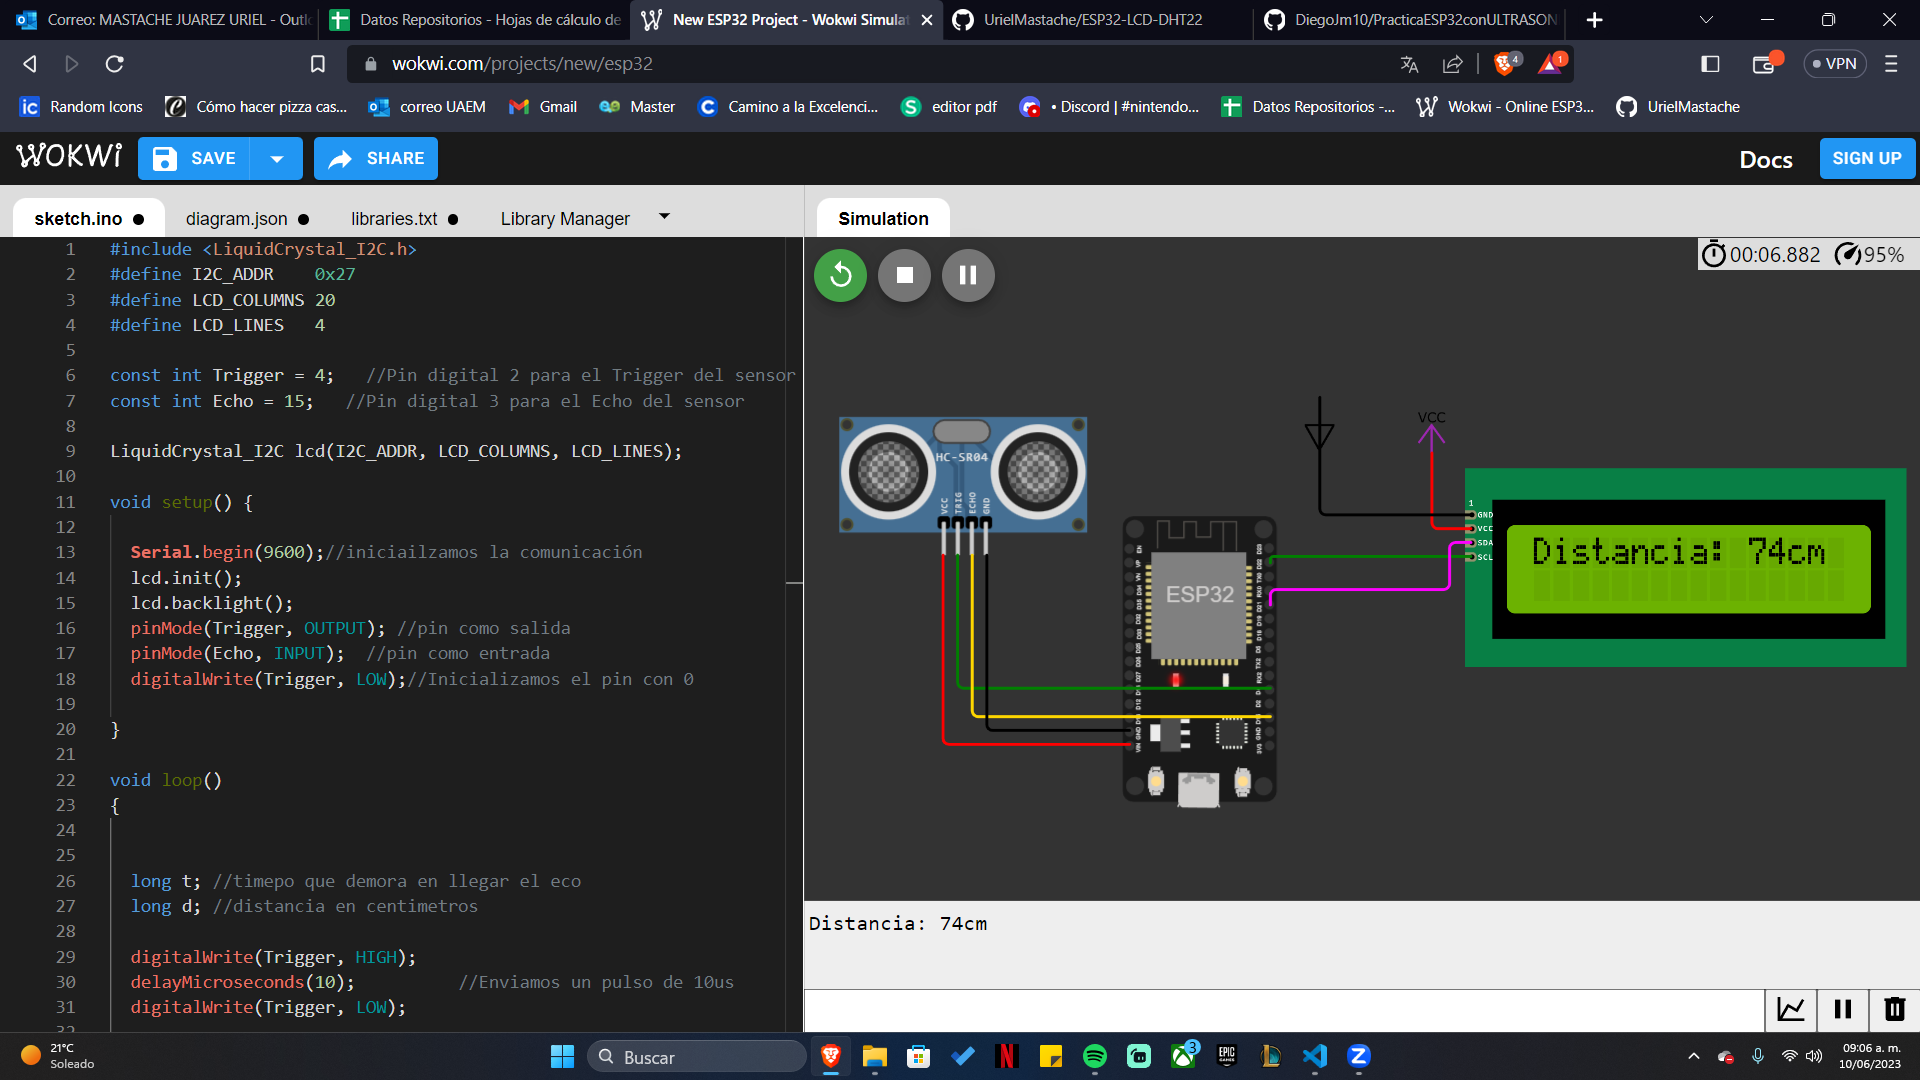 Correo: MASTACHE JUAREZ URIEL - Outl
Datos Repositorios - Hojas de cálculo de
New ESP32 Project - Wokwi Simulat
UrielMastache/ESP32-LCD-DHT22
DiegoJm10/PracticaESP32conULTRASON
wokwi.com/projects/new/esp32
4
1
VPN
Random Icons
Cómo hacer pizza cas...
correo UAEM
Gmail
Master
Camino a la Excelenci...
editor pdf
• Discord | #nintendo...
Datos Repositorios -...
Wokwi - Online ESP3...
UrielMastache
WOKWi
SAVE
SHARE
Docs
SIGN UP
sketch.ino
diagram.json
libraries.txt
Library Manager
Simulation
00:06.882
95%
1 #include <LiquidCrystal_I2C.h>
2 #define I2C_ADDR    0x27
3 #define LCD_COLUMNS 20
4 #define LCD_LINES   4
5
6 const int Trigger = 4;   //Pin digital 2 para el Trigger del sensor
7 const int Echo = 15;   //Pin digital 3 para el Echo del sensor
8
9 LiquidCrystal_I2C lcd(I2C_ADDR, LCD_COLUMNS, LCD_LINES);
10
11 void setup() {
12
13   Serial.begin(9600);//iniciailzamos la comunicación
14   lcd.init();
15   lcd.backlight();
16   pinMode(Trigger, OUTPUT); //pin como salida
17   pinMode(Echo, INPUT);  //pin como entrada
18   digitalWrite(Trigger, LOW);//Inicializamos el pin con 0
19
20 }
21
22 void loop()
23 {
24
25
26   long t; //timepo que demora en llegar el eco
27   long d; //distancia en centimetros
28
29   digitalWrite(Trigger, HIGH);
30   delayMicroseconds(10);          //Enviamos un pulso de 10us
31   digitalWrite(Trigger, LOW);
32
HC-SR04
VCC
TRIG
ECHO
GND
ESP32
VCC
1
GND
VCC
SDA
SCL
Distancia: 74cm
Distancia: 74cm
21°C
Soleado
Buscar
3
EPIC
GAMES
09:06 a. m.
10/06/2023